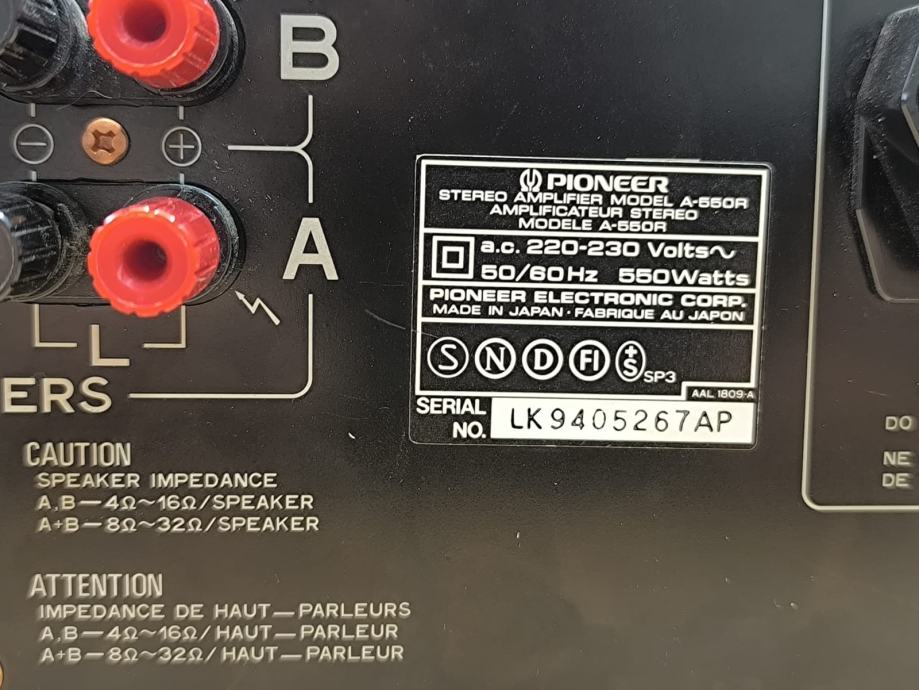 B
A
L
ERS
PIONEER
STEREO AMPLIFIER MODEL A-550R
AMPLIFICATEUR STEREO
MODELE A-550R
a.c. 220-230 Volts~
50/60Hz 550Watts
PIONEER ELECTRONIC CORP.
MADE IN JAPAN · FABRIQUE AU JAPON
S N D FI +S SP3
AAL 1809-A
SERIAL NO. LK9405267AP
CAUTION
SPEAKER IMPEDANCE
A,B—4Ω~16Ω/SPEAKER
A+B—8Ω~32Ω/SPEAKER
ATTENTION
IMPEDANCE DE HAUT—PARLEURS
A,B—4Ω~16Ω/HAUT—PARLEUR
A+B—8Ω~32Ω/HAUT—PARLEUR
DO
NE
DE